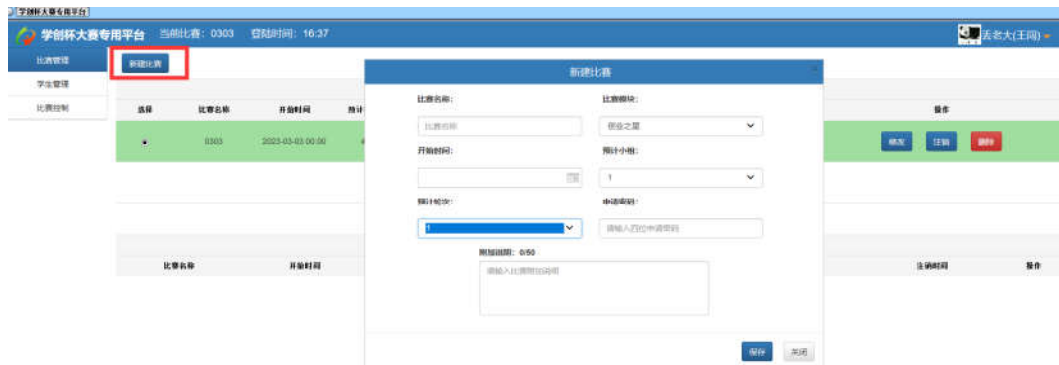 学创杯大赛专用平台
学创杯大赛专用平台 当前比赛：0303 登陆时间：16:37 丢老大(王间)
比赛管理
学生管理
比赛控制
新建比赛
选择 比赛名称 开始时间 预计 操作
0303 2023-03-03 00:00 修改 注销 删除
比赛名称 开始时间 注销时间 操作
新建比赛
比赛名称: 比赛模块:
比赛名称 创业之星
开始时间: 预计小组:
1
预计轮次: 申请密码:
1 请输入四位申请密码
附加说明: 0/50
请输入比赛附加说明
保存 关闭